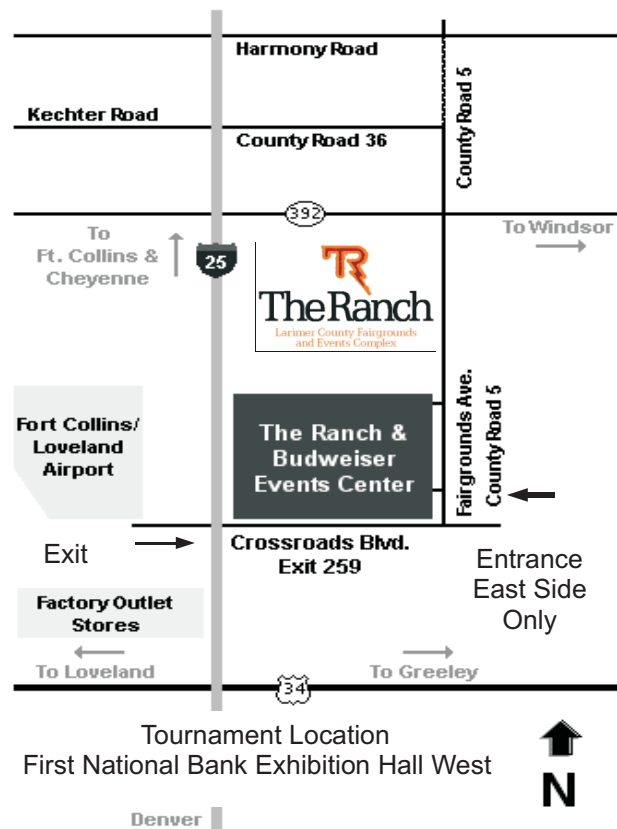 Harmony Road
County Road 5
Kechter Road
County Road 36
392
To
Ft. Collins &
Cheyenne
25
To Windsor
TR
The Ranch
Larimer County Fairgrounds
and Events Complex
Fort Collins/
Loveland
Airport
The Ranch &
Budweiser
Events Center
Fairgrounds Ave.
County Road 5
Exit
Crossroads Blvd.
Exit 259
Entrance
East Side
Only
Factory Outlet
Stores
To Loveland
To Greeley
34
Tournament Location
First National Bank Exhibition Hall West
N
Denver